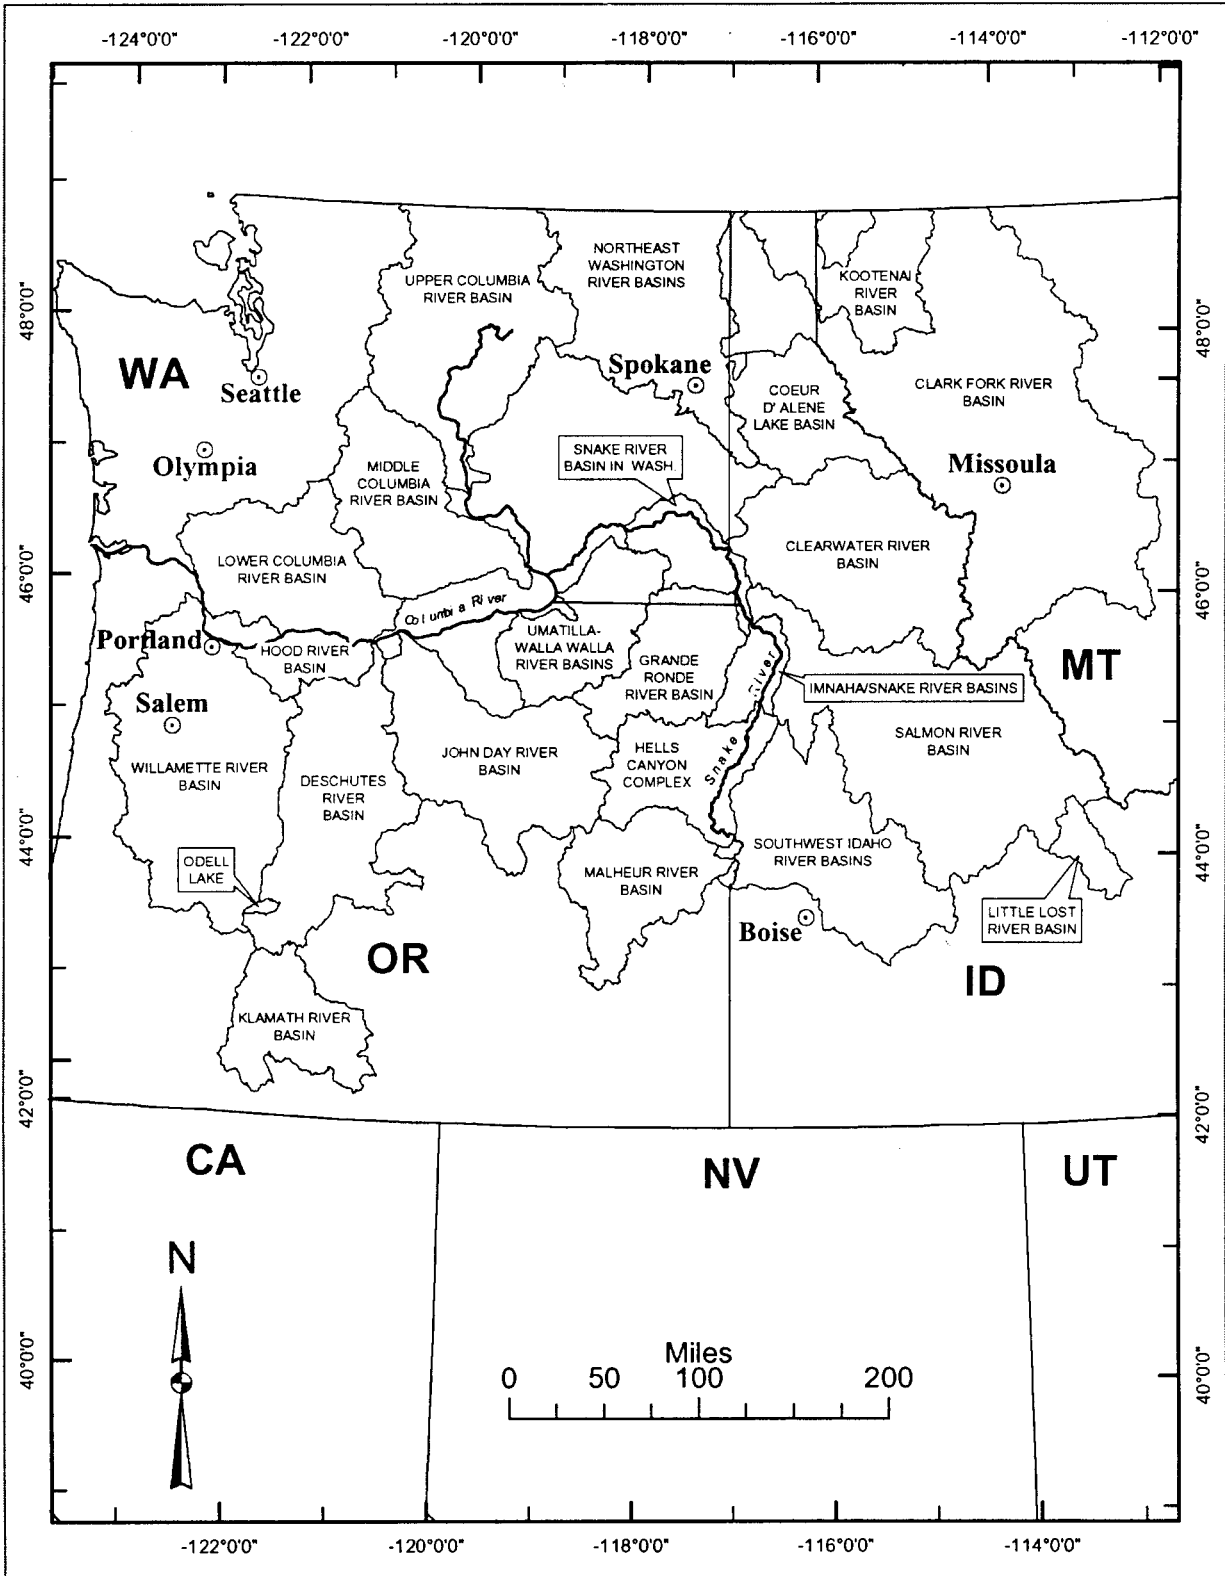 -124°0'0"
-122°0'0"
-120°0'0"
-118°0'0"
-116°0'0"
-114°0'0"
-112°0'0"
48°0'0"
46°0'0"
44°0'0"
42°0'0"
40°0'0"
48°0'0"
46°0'0"
44°0'0"
42°0'0"
40°0'0"
NORTHEAST
WASHINGTON
RIVER BASINS
UPPER COLUMBIA
RIVER BASIN
KOOTENAI
RIVER
BASIN
WA
Seattle
Spokane
COEUR
D'ALENE
LAKE BASIN
CLARK FORK RIVER
BASIN
Olympia
MIDDLE
COLUMBIA
RIVER BASIN
SNAKE RIVER
BASIN IN WASH.
Missoula
LOWER COLUMBIA
RIVER BASIN
CLEARWATER RIVER
BASIN
Columbia River
Portland
HOOD RIVER
BASIN
UMATILLA-
WALLA WALLA
RIVER BASINS
GRANDE
RONDE
RIVER BASIN
Snake River
IMNAHA/SNAKE RIVER BASINS
MT
Salem
WILLAMETTE RIVER
BASIN
DESCHUTES
RIVER
BASIN
JOHN DAY RIVER
BASIN
HELLS
CANYON
COMPLEX
SALMON RIVER
BASIN
ODELL
LAKE
MALHEUR RIVER
BASIN
SOUTHWEST IDAHO
RIVER BASINS
LITTLE LOST
RIVER BASIN
Boise
OR
ID
KLAMATH RIVER
BASIN
CA
NV
UT
N
Miles
0
50
100
200
-122°0'0"
-120°0'0"
-118°0'0"
-116°0'0"
-114°0'0"